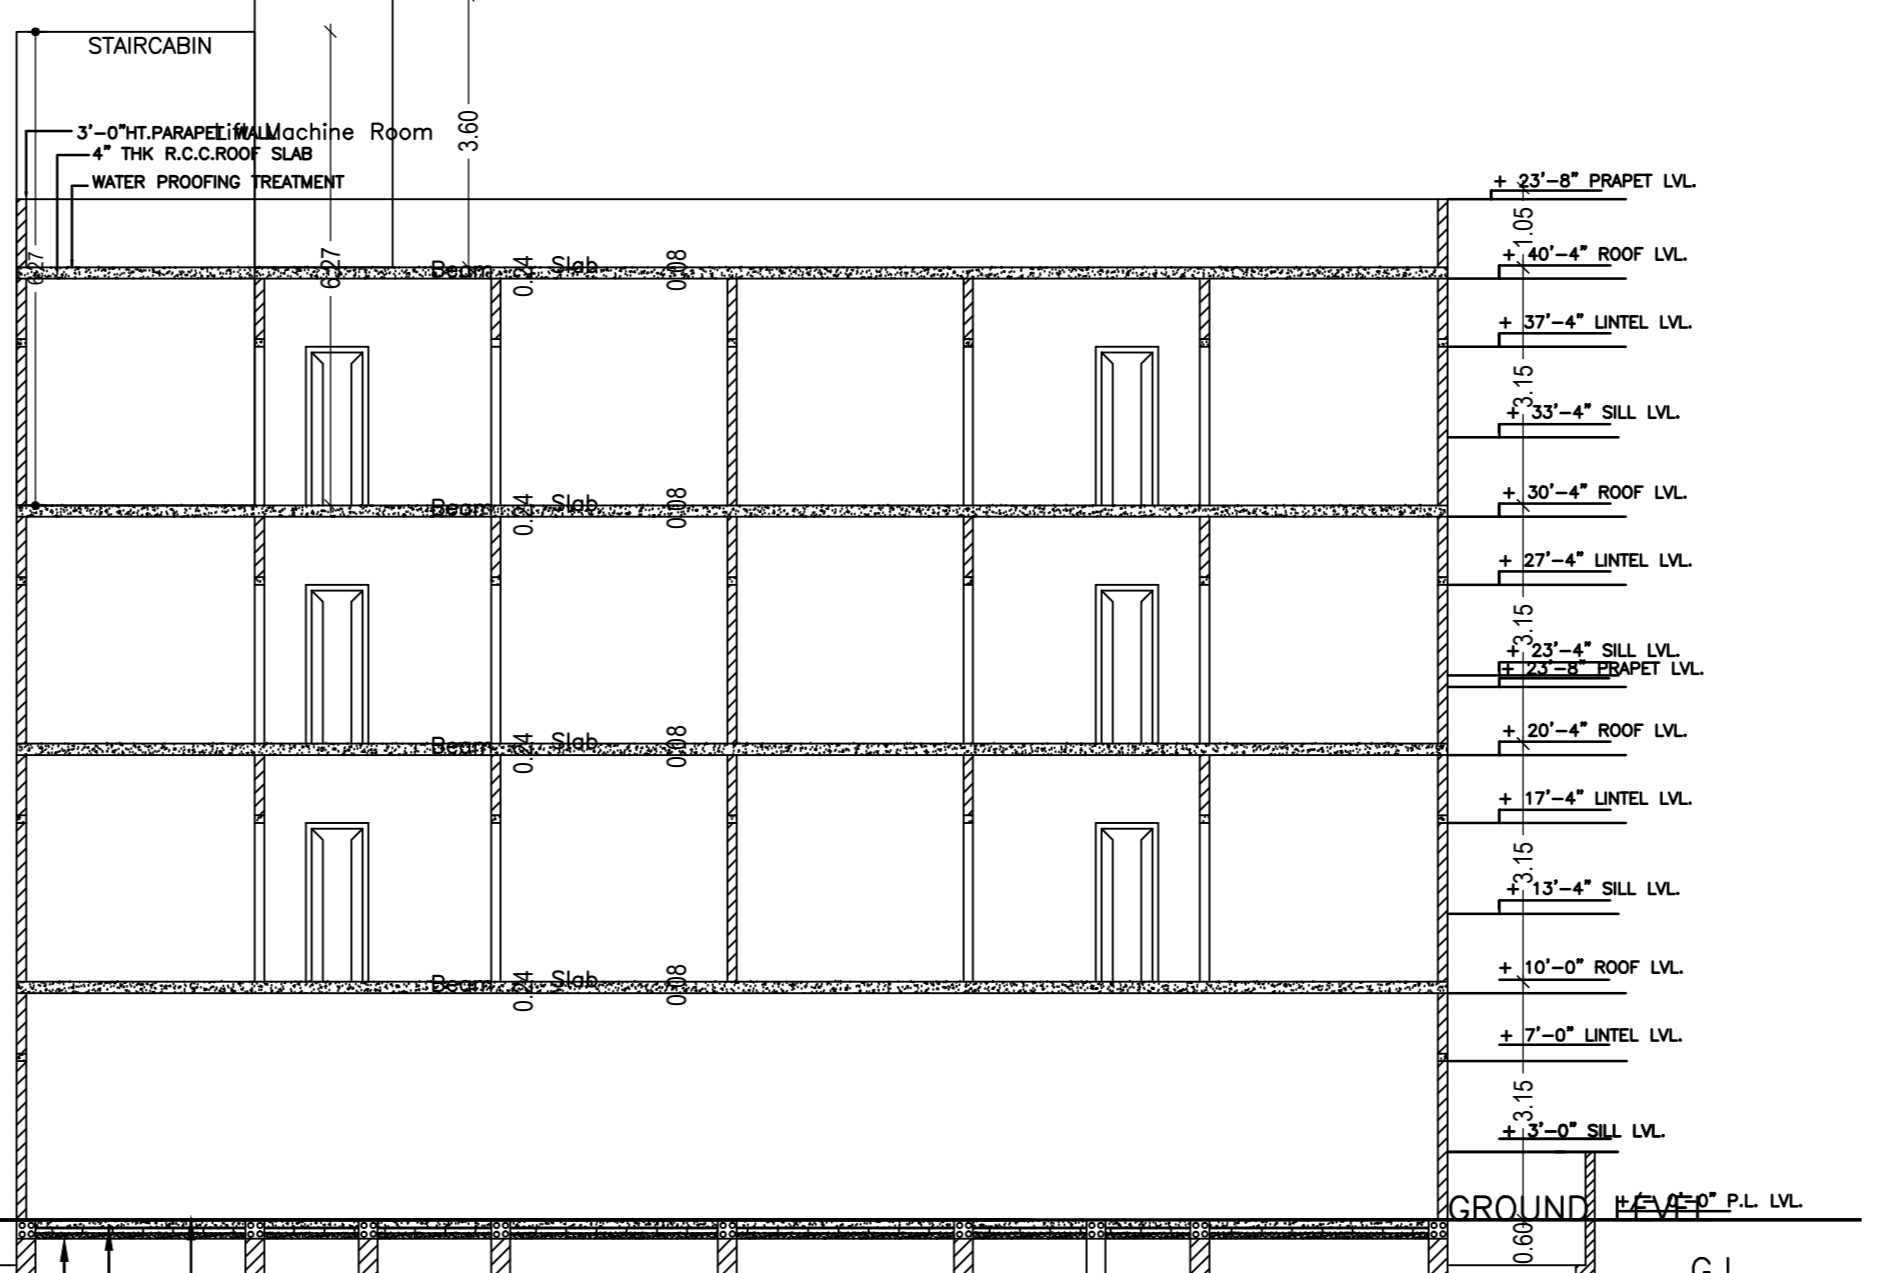 STAIRCABIN
3.60
3'-0"HT.PARAPET WALL
Lift Machine Room
4" THK R.C.C.ROOF SLAB
WATER PROOFING TREATMENT
+ 23'-8" PRAPET LVL.
1.05
6.27
6.27
Beam 0.24 Slab 0.08
+ 40'-4" ROOF LVL.
+ 37'-4" LINTEL LVL.
3.15
+ 33'-4" SILL LVL.
Beam 0.24 Slab 0.08
+ 30'-4" ROOF LVL.
+ 27'-4" LINTEL LVL.
3.15
+ 23'-4" SILL LVL.
+ 23'-8" PRAPET LVL.
Beam 0.24 Slab 0.08
+ 20'-4" ROOF LVL.
+ 17'-4" LINTEL LVL.
3.15
+ 13'-4" SILL LVL.
Beam 0.24 Slab 0.08
+ 10'-0" ROOF LVL.
+ 7'-0" LINTEL LVL.
3.15
+ 3'-0" SILL LVL.
GROUND LEVEL
0'-0" P.L. LVL.
0.60